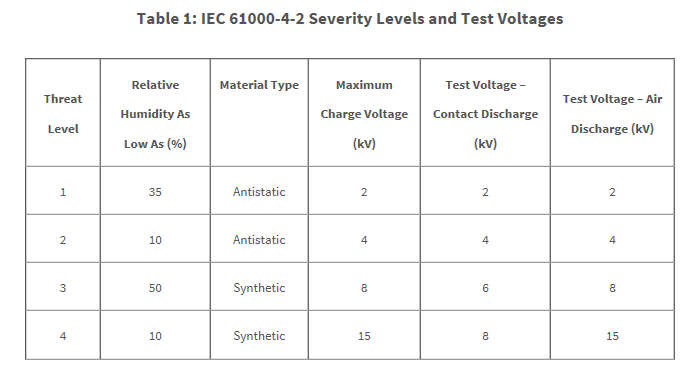 Table 1: IEC 61000-4-2 Severity Levels and Test Voltages
Threat Level | Relative Humidity As Low As (%) | Material Type | Maximum Charge Voltage (kV) | Test Voltage – Contact Discharge (kV) | Test Voltage – Air Discharge (kV)
1 | 35 | Antistatic | 2 | 2 | 2
2 | 10 | Antistatic | 4 | 4 | 4
3 | 50 | Synthetic | 8 | 6 | 8
4 | 10 | Synthetic | 15 | 8 | 15